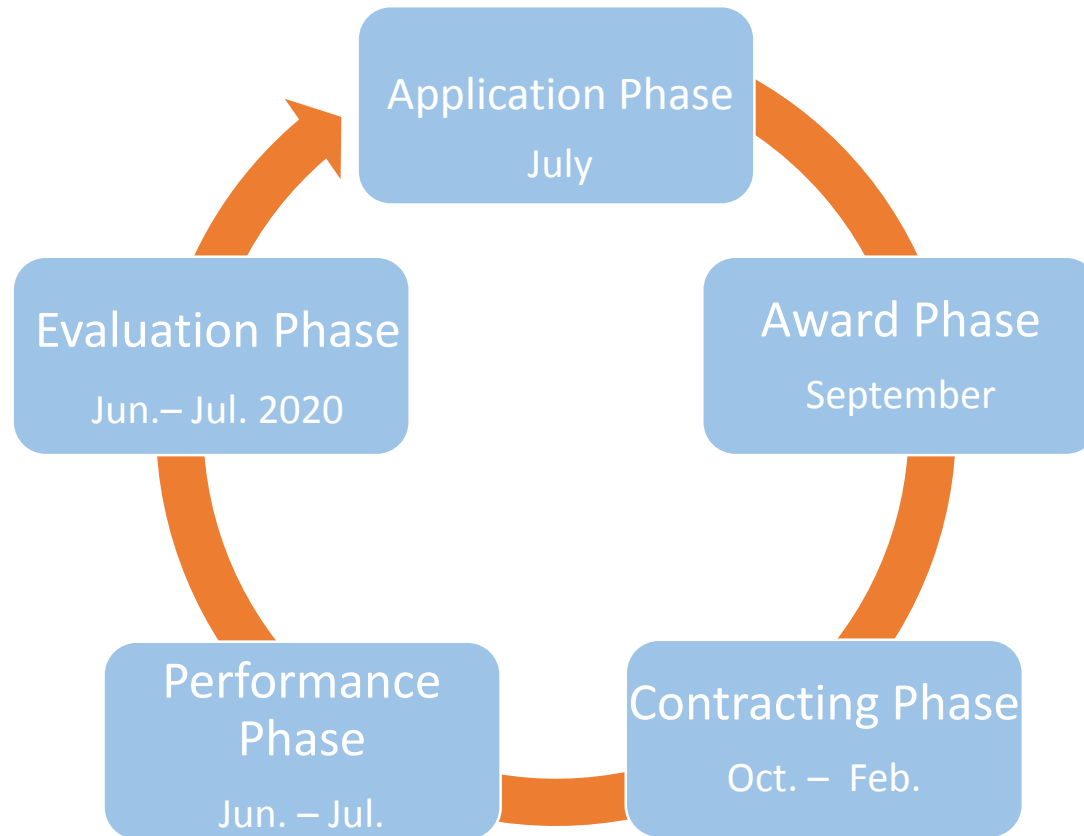 Application Phase
July
Award Phase
September
Contracting Phase
Oct. – Feb.
Performance
Phase
Jun. – Jul.
Evaluation Phase
Jun.– Jul. 2020